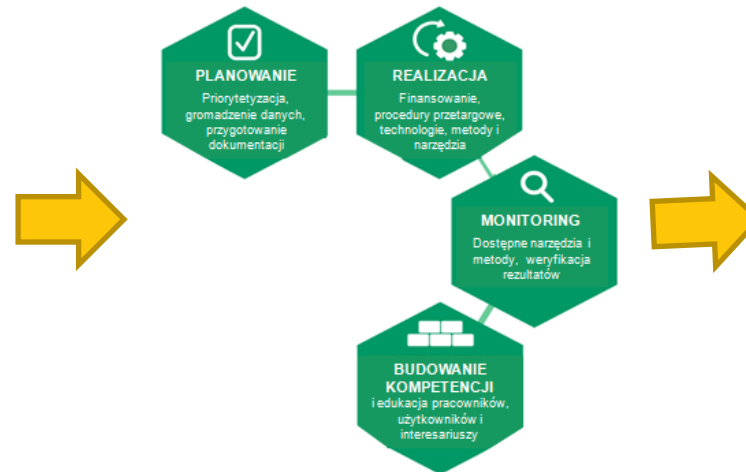 PLANOWANIE
Priorytetyzacja,
gromadzenie danych,
przygotowanie
dokumentacji
REALIZACJA
Finansowanie,
procedury przetargowe,
technologie, metody i
narzędzia
MONITORING
Dostępne narzędzia i
metody, weryfikacja
rezultatów
BUDOWANIE
KOMPETENCJI
i edukacja pracowników,
użytkowników i
interesariuszy